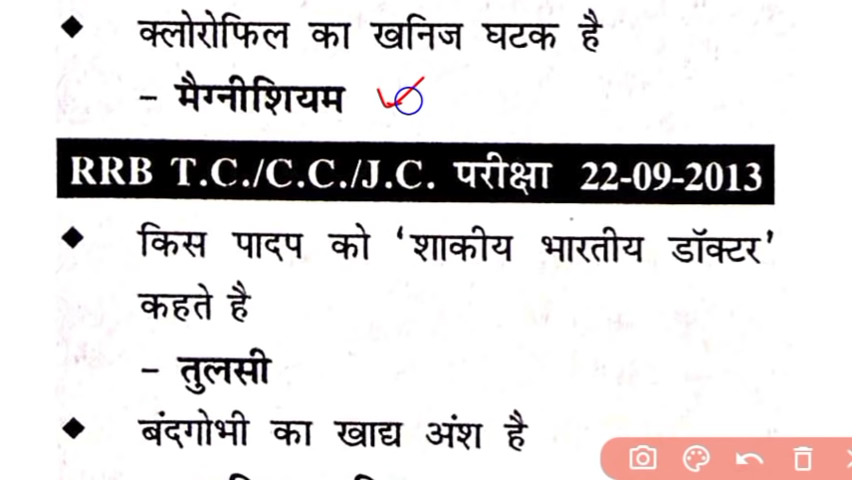 ◆ क्लोरोफिल का खनिज घटक है
– मैग्नीशियम
RRB T.C./C.C./J.C. परीक्षा 22-09-2013
◆ किस पादप को ‘शाकीय भारतीय डॉक्टर’
कहते है
– तुलसी
◆ बंदगोभी का खाद्य अंश है